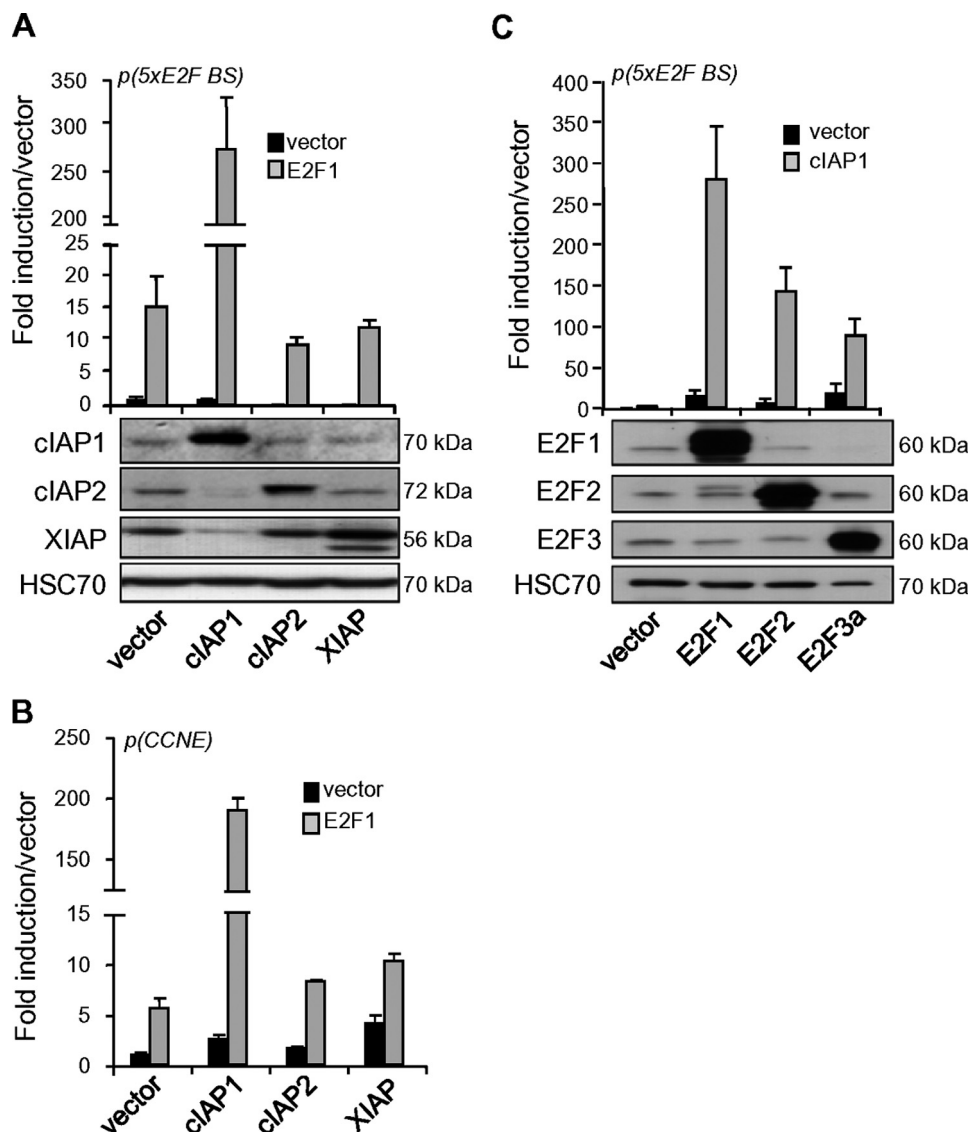 A
p(5xE2F BS)
Fold induction/vector
350
300
250
200
25
20
15
10
5
0
vector
E2F1
cIAP1
70 kDa
cIAP2
72 kDa
XIAP
56 kDa
HSC70
70 kDa
vector
cIAP1
cIAP2
XIAP
B
p(CCNE)
Fold induction/vector
250
200
150
15
10
5
0
vector
E2F1
vector
cIAP1
cIAP2
XIAP
C
p(5xE2F BS)
Fold induction/vector
400
350
300
250
200
150
100
50
0
vector
cIAP1
E2F1
60 kDa
E2F2
60 kDa
E2F3
60 kDa
HSC70
70 kDa
vector
E2F1
E2F2
E2F3a